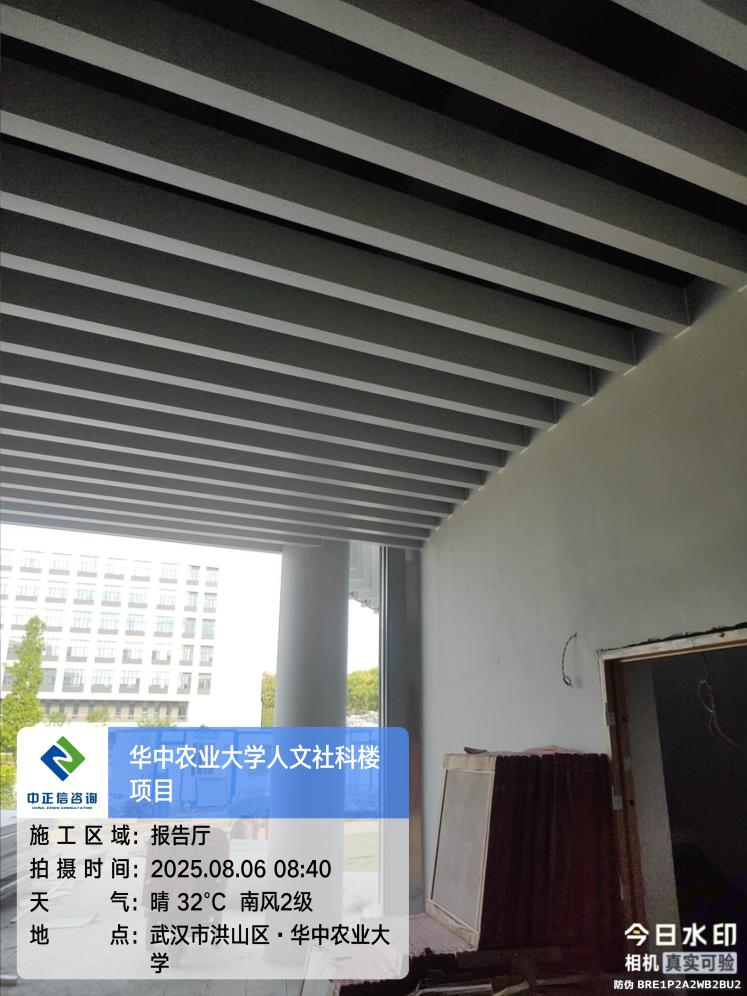 中正信咨询
华中农业大学人文社科楼
项目
施工区域：报告厅
拍摄时间：2025.08.06 08:40
天气：晴 32℃ 南风2级
地点：武汉市洪山区·华中农业大
学
今日水印
相机 真实可验
防伪 BRE1P2A2WB2BU2